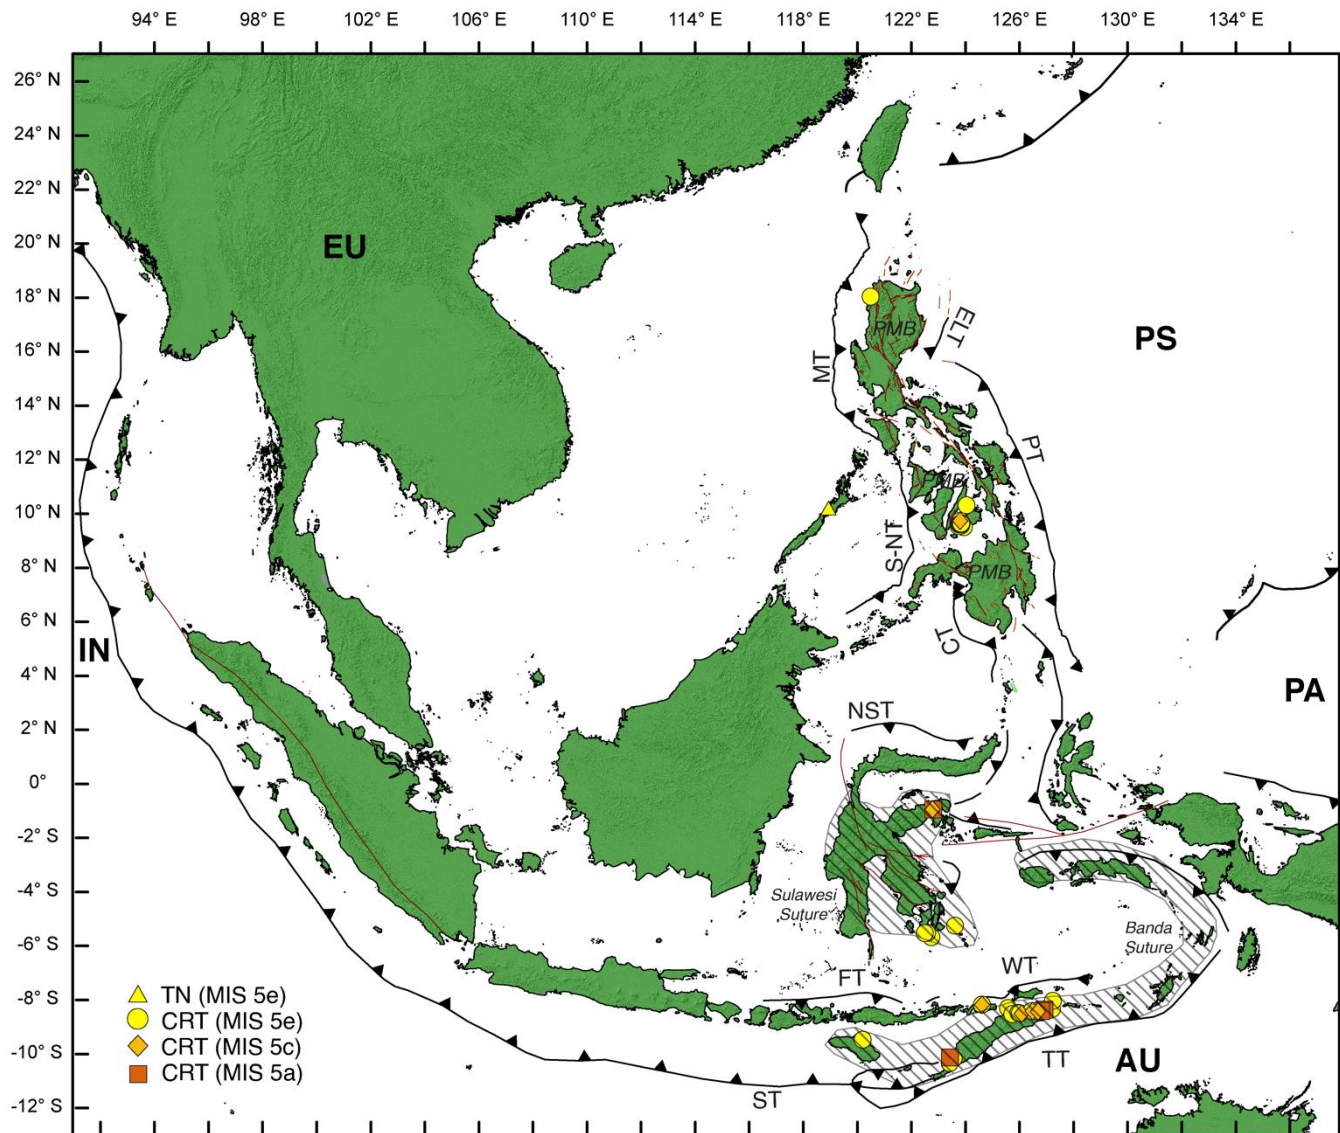 94° E 98° E 102° E 106° E 110° E 114° E 118° E 122° E 126° E 130° E 134° E
26° N
24° N
22° N
20° N
18° N
16° N
14° N
12° N
10° N
8° N
6° N
4° N
2° N
0°
-2° S
-4° S
-6° S
-8° S
-10° S
-12° S
EU
PS
IN
PA
AU
PMB
ELT
MT
PT
PMB
S-NT
PMB
CT
NST
Sulawesi
Suture
Banda
Suture
FT
WT
TT
ST
TN (MIS 5e)
CRT (MIS 5e)
CRT (MIS 5c)
CRT (MIS 5a)